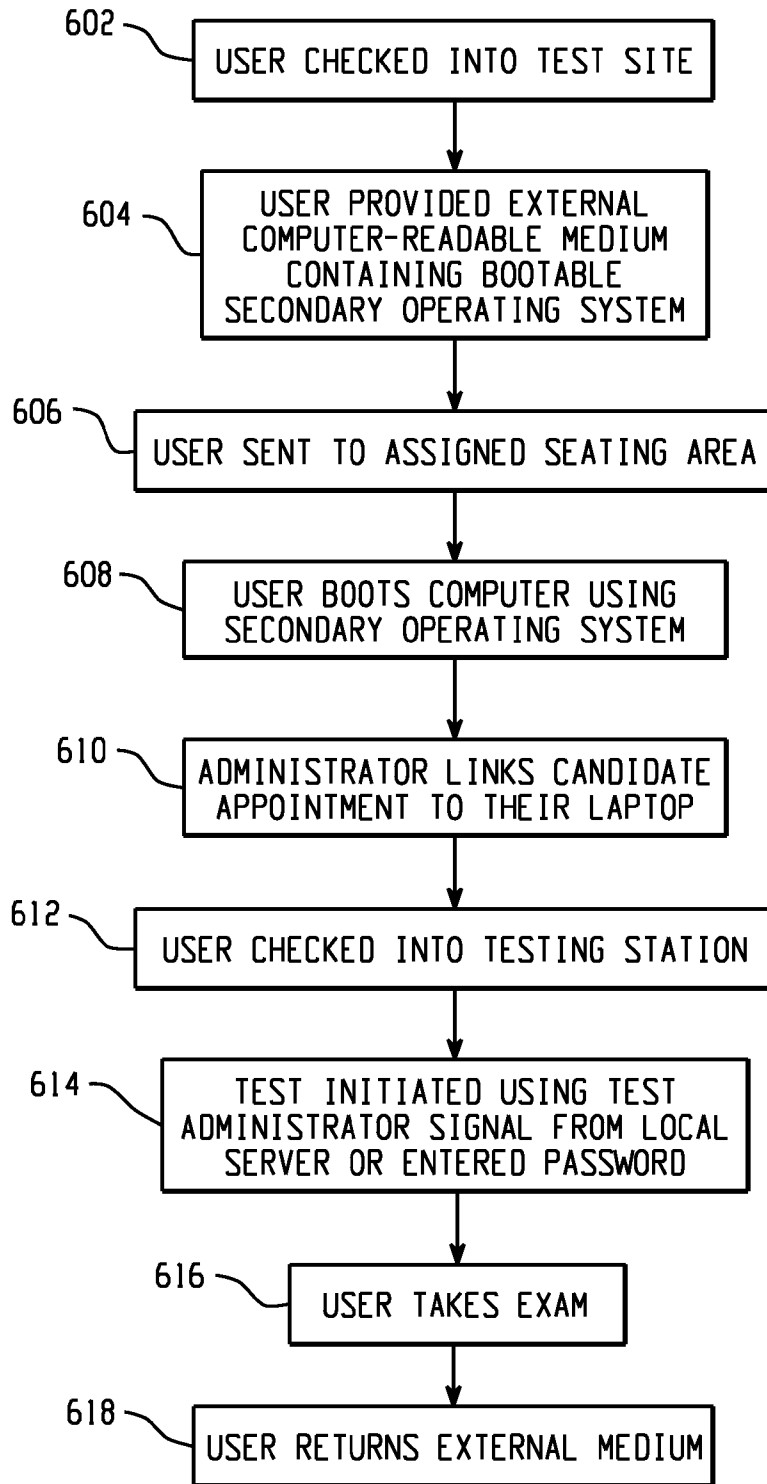 602
USER CHECKED INTO TEST SITE
604
USER PROVIDED EXTERNAL
COMPUTER-READABLE MEDIUM
CONTAINING BOOTABLE
SECONDARY OPERATING SYSTEM
606
USER SENT TO ASSIGNED SEATING AREA
608
USER BOOTS COMPUTER USING
SECONDARY OPERATING SYSTEM
610
ADMINISTRATOR LINKS CANDIDATE
APPOINTMENT TO THEIR LAPTOP
612
USER CHECKED INTO TESTING STATION
614
TEST INITIATED USING TEST
ADMINISTRATOR SIGNAL FROM LOCAL
SERVER OR ENTERED PASSWORD
616
USER TAKES EXAM
618
USER RETURNS EXTERNAL MEDIUM